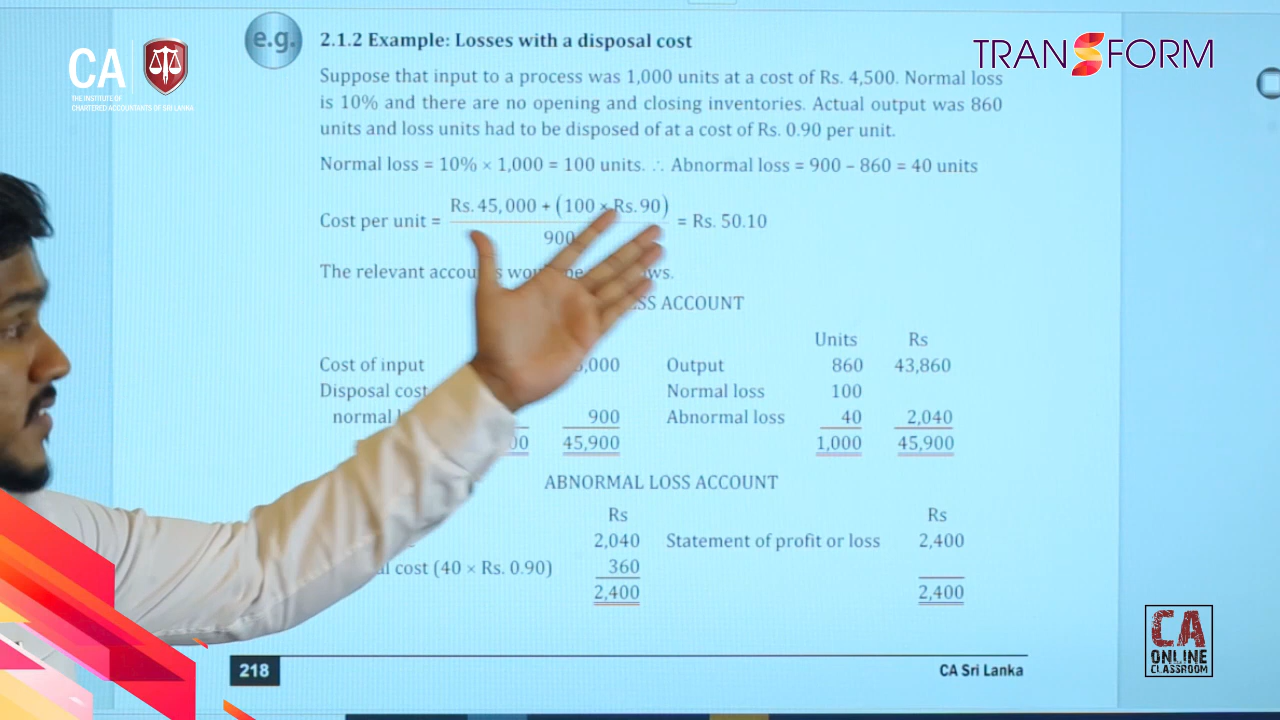 CA
THE INSTITUTE OF
CHARTERED ACCOUNTANTS OF SRI LANKA
TRANSFORM
e.g.
2.1.2 Example: Losses with a disposal cost
Suppose that input to a process was 1,000 units at a cost of Rs. 4,500. Normal loss
is 10% and there are no opening and closing inventories. Actual output was 860
units and loss units had to be disposed of at a cost of Rs. 0.90 per unit.
Normal loss = 10% × 1,000 = 100 units. ∴ Abnormal loss = 900 – 860 = 40 units
Rs. 45,000 + (100 × Rs. 90)
Cost per unit = = Rs. 50.10
900
The relevant
ACCOUNT
Units Rs
Cost of input Output 860 43,860
Disposal cost Normal loss 100
normal 900 Abnormal loss 40 2,040
45,900 1,000 45,900
ABNORMAL LOSS ACCOUNT
Rs Rs
2,040 Statement of profit or loss 2,400
cost (40 × Rs. 0.90) 360
2,400 2,400
218 CA Sri Lanka
CA
ONLINE
CLASSROOM